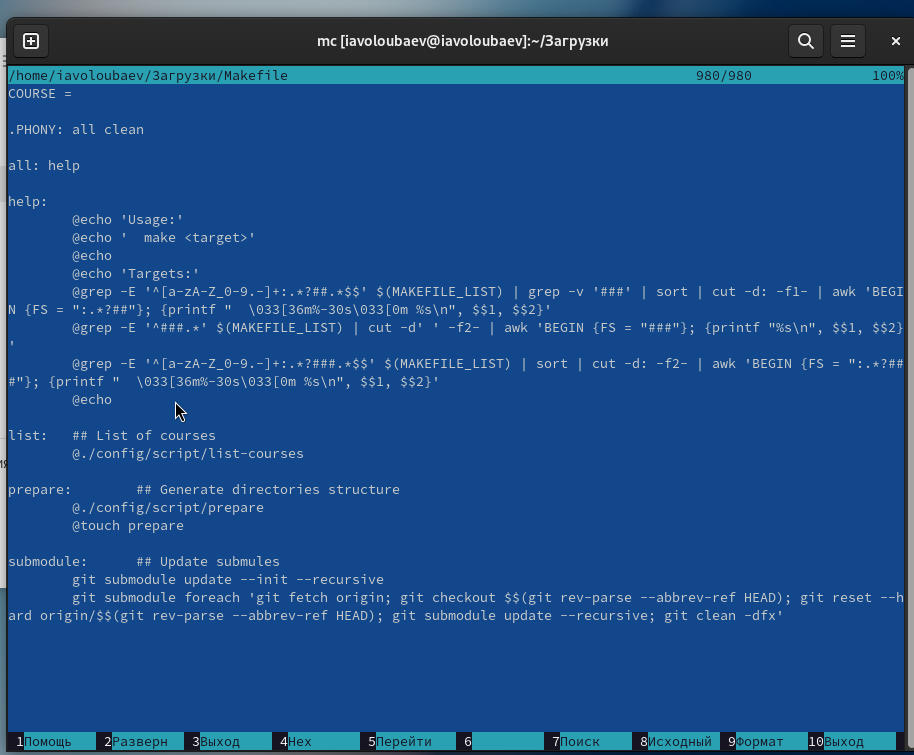 mc [iavoloubaev@iavoloubaev]:~/Загрузки
/home/iavoloubaev/Загрузки/Makefile 980/980 100%
COURSE =
.PHONY: all clean
all: help
help:
@echo 'Usage:'
@echo '  make <target>'
@echo
@echo 'Targets:'
@grep -E '^[a-zA-Z_0-9.-]+:.*?##.*$$' $(MAKEFILE_LIST) | grep -v '###' | sort | cut -d: -f1- | awk 'BEGI
N {FS = ":.*?##"}; {printf "  \033[36m%-30s\033[0m %s\n", $$1, $$2}'
@grep -E '^###.*' $(MAKEFILE_LIST) | cut -d' ' -f2- | awk 'BEGIN {FS = "###"}; {printf "%s\n", $$1, $$2}
'
@grep -E '^[a-zA-Z_0-9.-]+:.*?###.*$$' $(MAKEFILE_LIST) | sort | cut -d: -f2- | awk 'BEGIN {FS = ":.*?##
#"}; {printf "  \033[36m%-30s\033[0m %s\n", $$1, $$2}'
@echo
list:   ## List of courses
@./config/script/list-courses
prepare:        ## Generate directories structure
@./config/script/prepare
@touch prepare
submodule:      ## Update submules
git submodule update --init --recursive
git submodule foreach 'git fetch origin; git checkout $$(git rev-parse --abbrev-ref HEAD); git reset --h
ard origin/$$(git rev-parse --abbrev-ref HEAD); git submodule update --recursive; git clean -dfx'
1Помощь 2Разверн 3Выход 4Hex 5Перейти 6 7Поиск 8Исходный 9Формат 10Выход